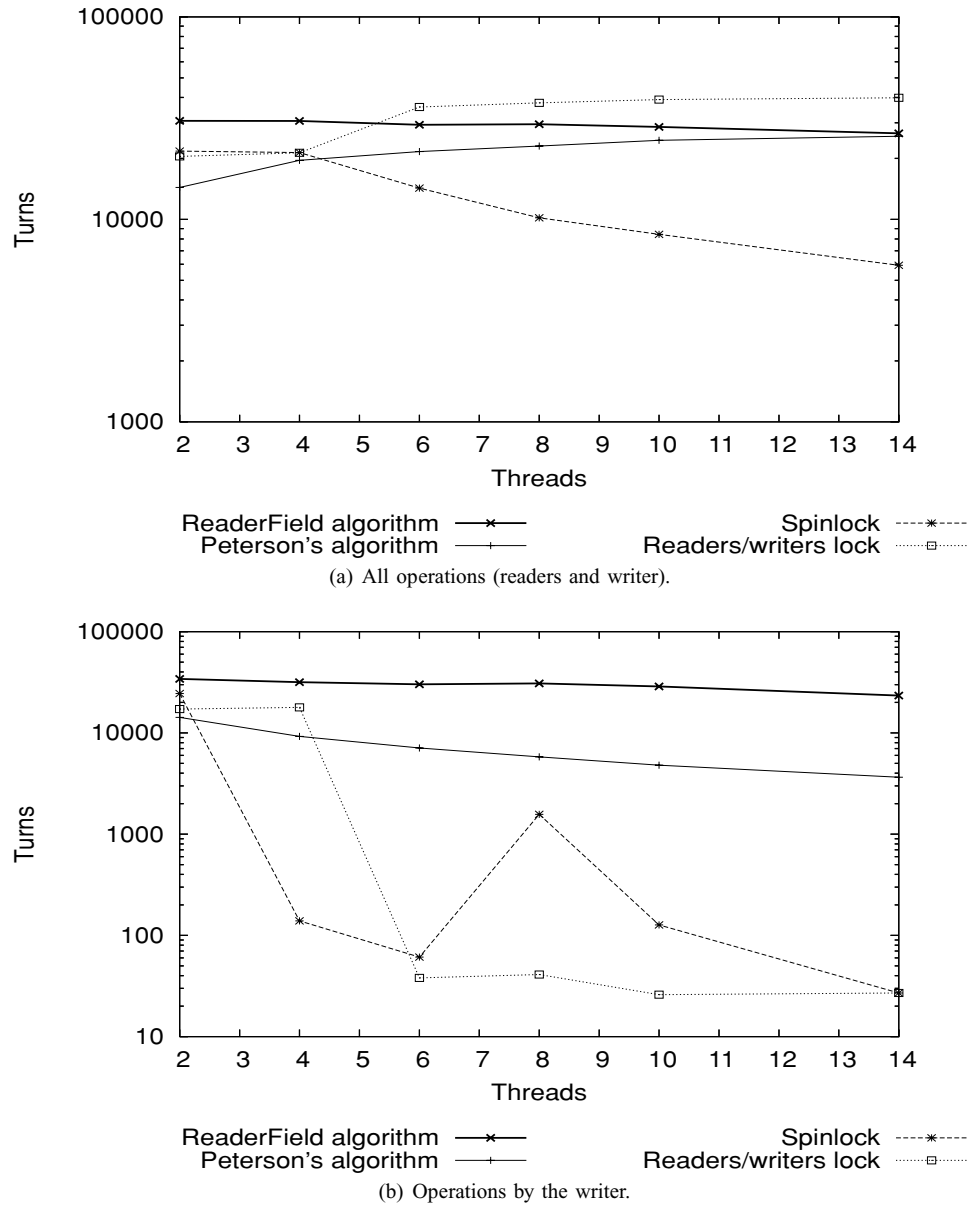 100000
10000
1000
Turns
2 3 4 5 6 7 8 9 10 11 12 13 14
Threads
ReaderField algorithm Spinlock
Peterson's algorithm Readers/writers lock
(a) All operations (readers and writer).
100000
10000
1000
100
10
Turns
2 3 4 5 6 7 8 9 10 11 12 13 14
Threads
ReaderField algorithm Spinlock
Peterson's algorithm Readers/writers lock
(b) Operations by the writer.